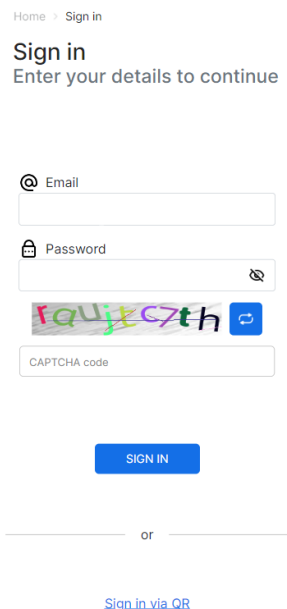 Home > Sign in
Sign in
Enter your details to continue
Email
Password
CAPTCHA code
SIGN IN
or
Sign in via QR